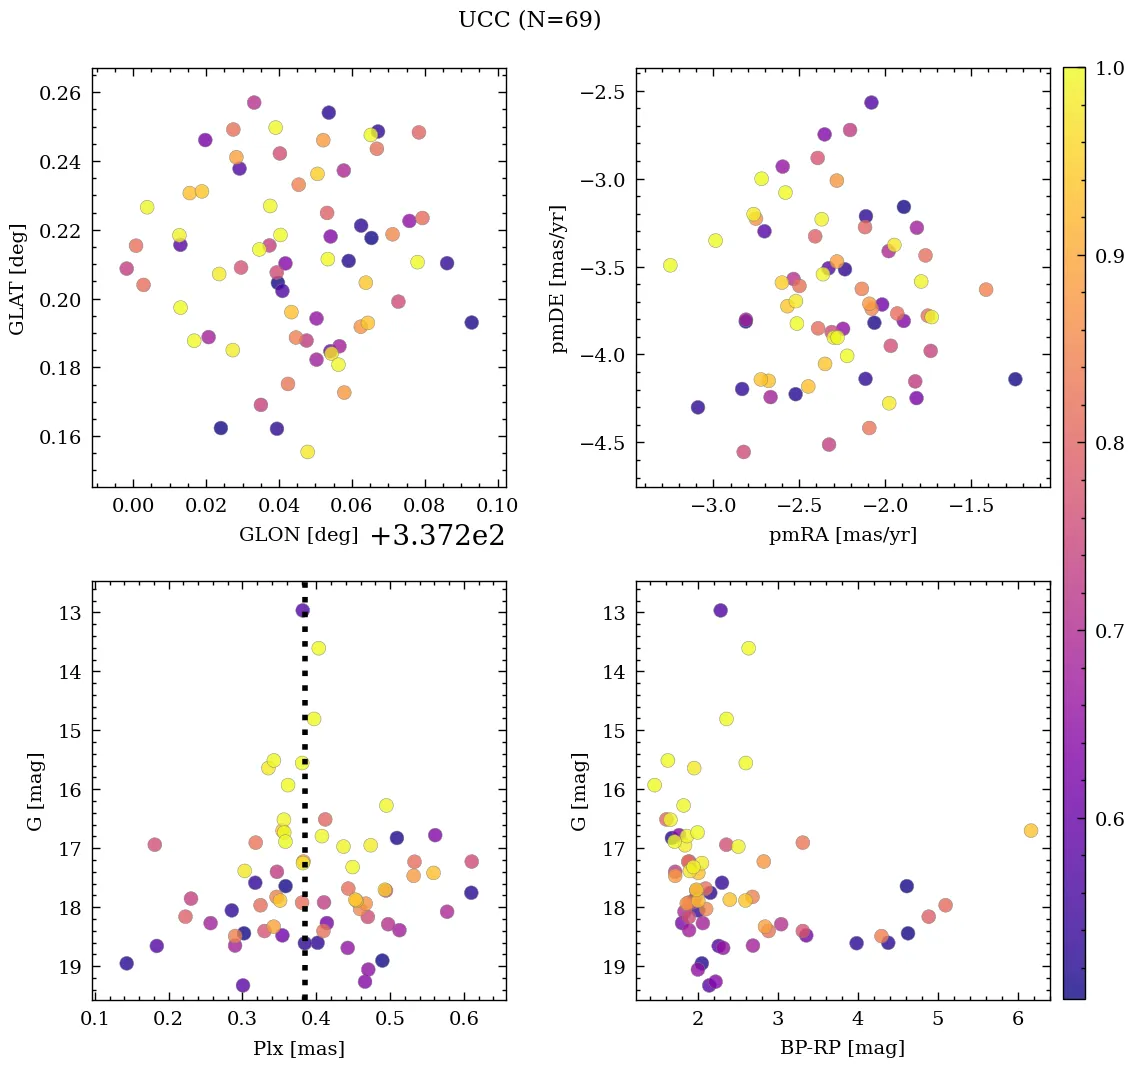 UCC (N=69)
0.26
0.24
0.22
0.20
0.18
0.16
GLAT [deg]
0.00 0.02 0.04 0.06 0.08 0.10
GLON [deg] +3.372e2
−2.5
−3.0
−3.5
−4.0
−4.5
pmDE [mas/yr]
−3.0 −2.5 −2.0 −1.5
pmRA [mas/yr]
1.0
0.9
0.8
0.7
0.6
13
14
15
16
17
18
19
G [mag]
0.1 0.2 0.3 0.4 0.5 0.6
Plx [mas]
13
14
15
16
17
18
19
G [mag]
2 3 4 5 6
BP-RP [mag]